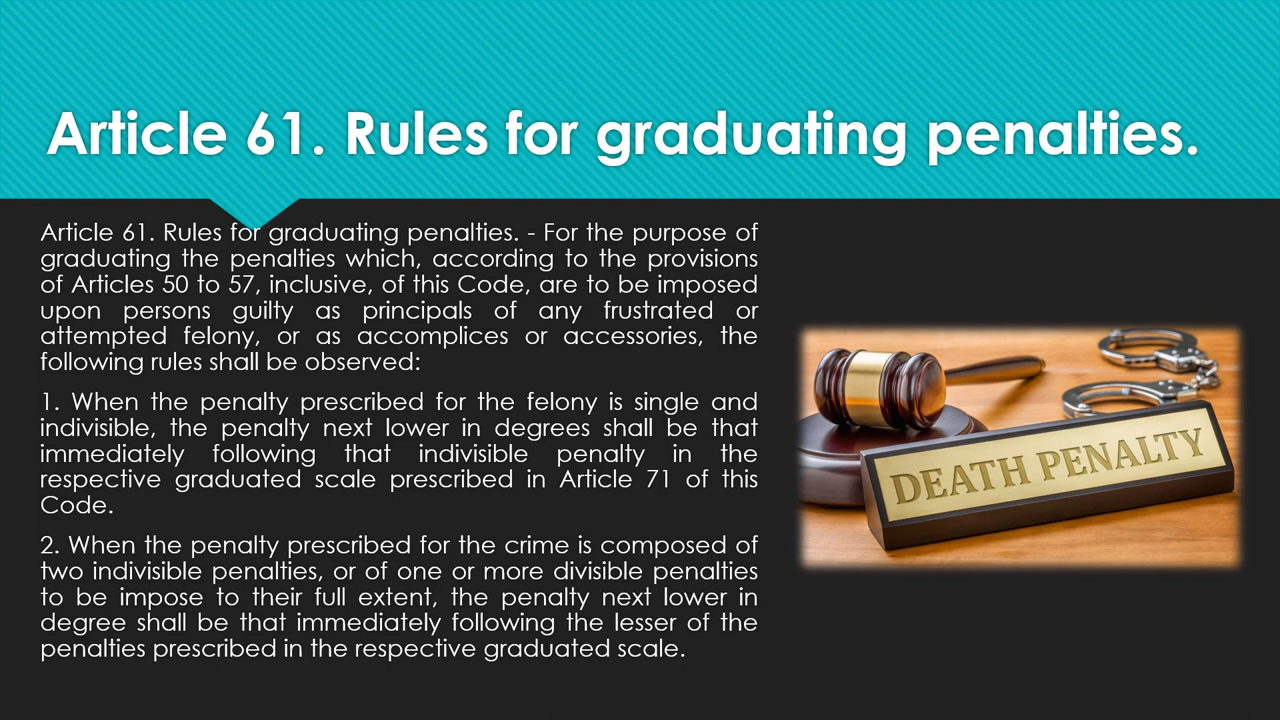 Article 61. Rules for graduating penalties.
Article 61. Rules for graduating penalties. - For the purpose of
graduating the penalties which, according to the provisions
of Articles 50 to 57, inclusive, of this Code, are to be imposed
upon persons guilty as principals of any frustrated or
attempted felony, or as accomplices or accessories, the
following rules shall be observed:
1. When the penalty prescribed for the felony is single and
indivisible, the penalty next lower in degrees shall be that
immediately following that indivisible penalty in the
respective graduated scale prescribed in Article 71 of this
Code.
2. When the penalty prescribed for the crime is composed of
two indivisible penalties, or of one or more divisible penalties
to be impose to their full extent, the penalty next lower in
degree shall be that immediately following the lesser of the
penalties prescribed in the respective graduated scale.
DEATH PENALTY